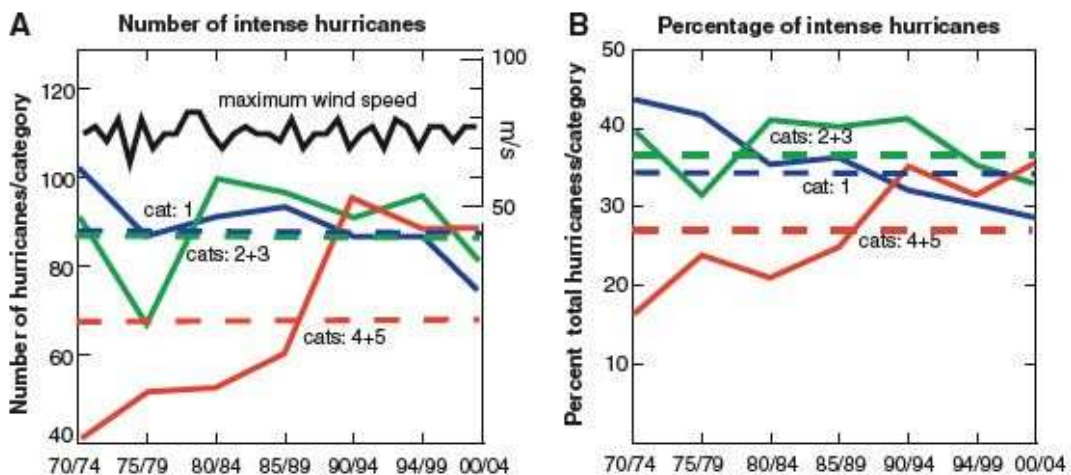 A
Number of intense hurricanes
Number of hurricanes/category
120
100
80
60
40
100
50
m/s
maximum wind speed
cat: 1
cats: 2+3
cats: 4+5
70/74 75/79 80/84 85/89 90/94 94/99 00/04
B
Percentage of intense hurricanes
Percent total hurricaness/category
50
40
30
20
10
cats: 2+3
cat: 1
cats: 4+5
70/74 75/79 80/84 85/89 90/94 94/99 00/04